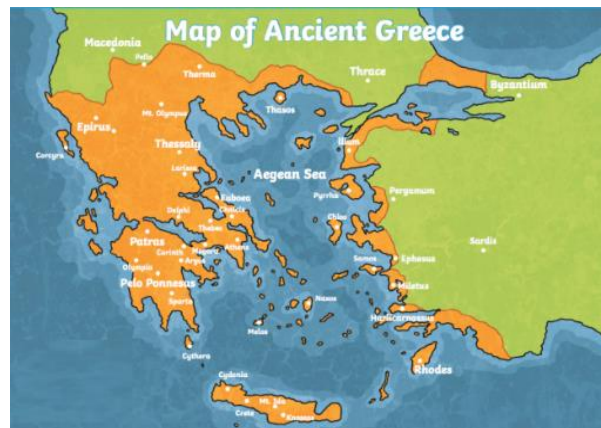 Map of Ancient Greece
Macedonia
Pella
Therma
Thrace
Byzantium
Mt. Olympus
Thasos
Epirus
Ilium
Corcyra
Thessaly
Larissa
Aegean Sea
Pyrrha
Pergamum
Euboea
Chalcis
Delphi
Thebes
Chios
Patras
Corinth
Megara
Athens
Argos
Sardis
Olympia
Samos
Ephesus
Pelo Ponnesus
Miletus
Sparta
Naxos
Melos
Cythera
Rhodes
Cydonia
Mt. Ida
Crete
Knossos